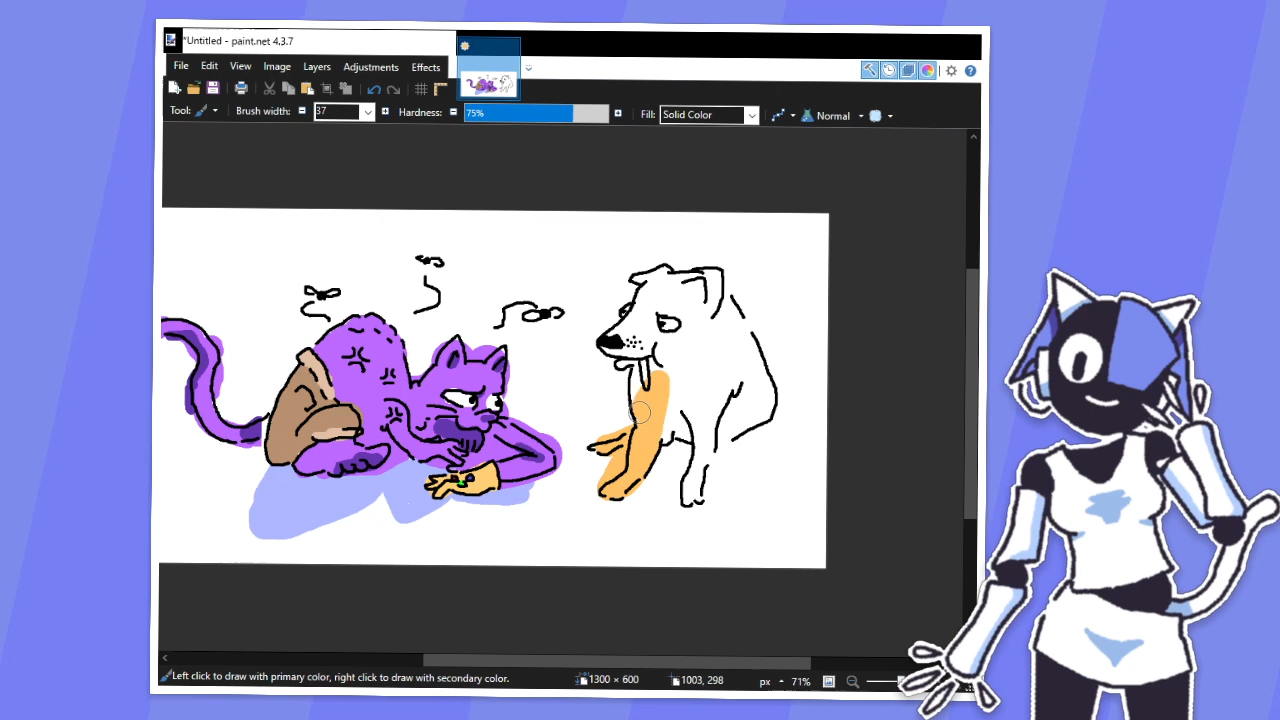 *Untitled - paint.net 4.3.7
File Edit View Image Layers Adjustments Effects
Tool: Brush width: 37 Hardness: 75% Fill: Solid Color Normal
Left click to draw with primary color, right click to draw with secondary color. 1300 × 600 1003, 298 px 71%